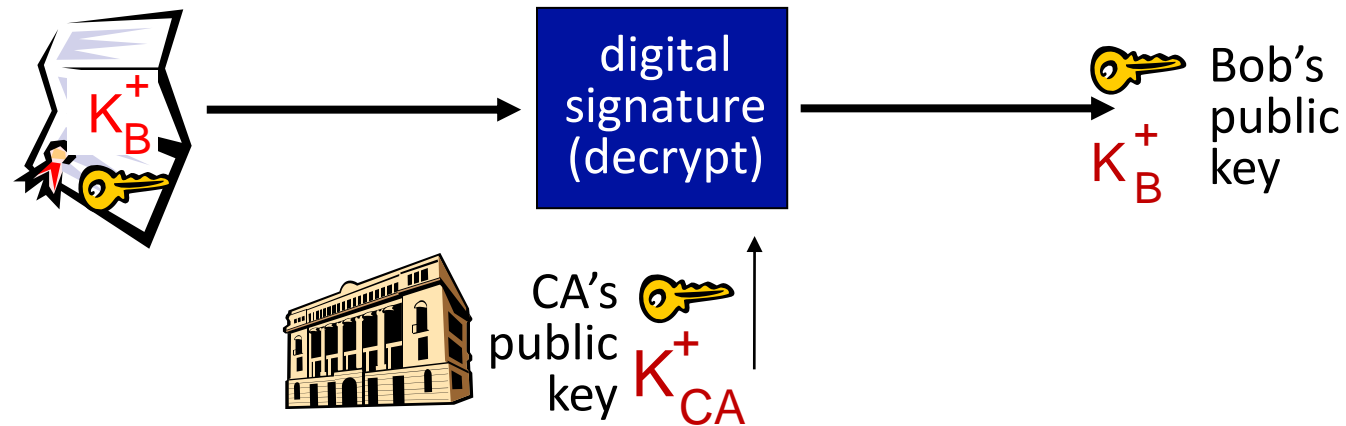 K+B
digital
signature
(decrypt)
K+B
Bob’s
public
key
CA’s
public
key
K+CA